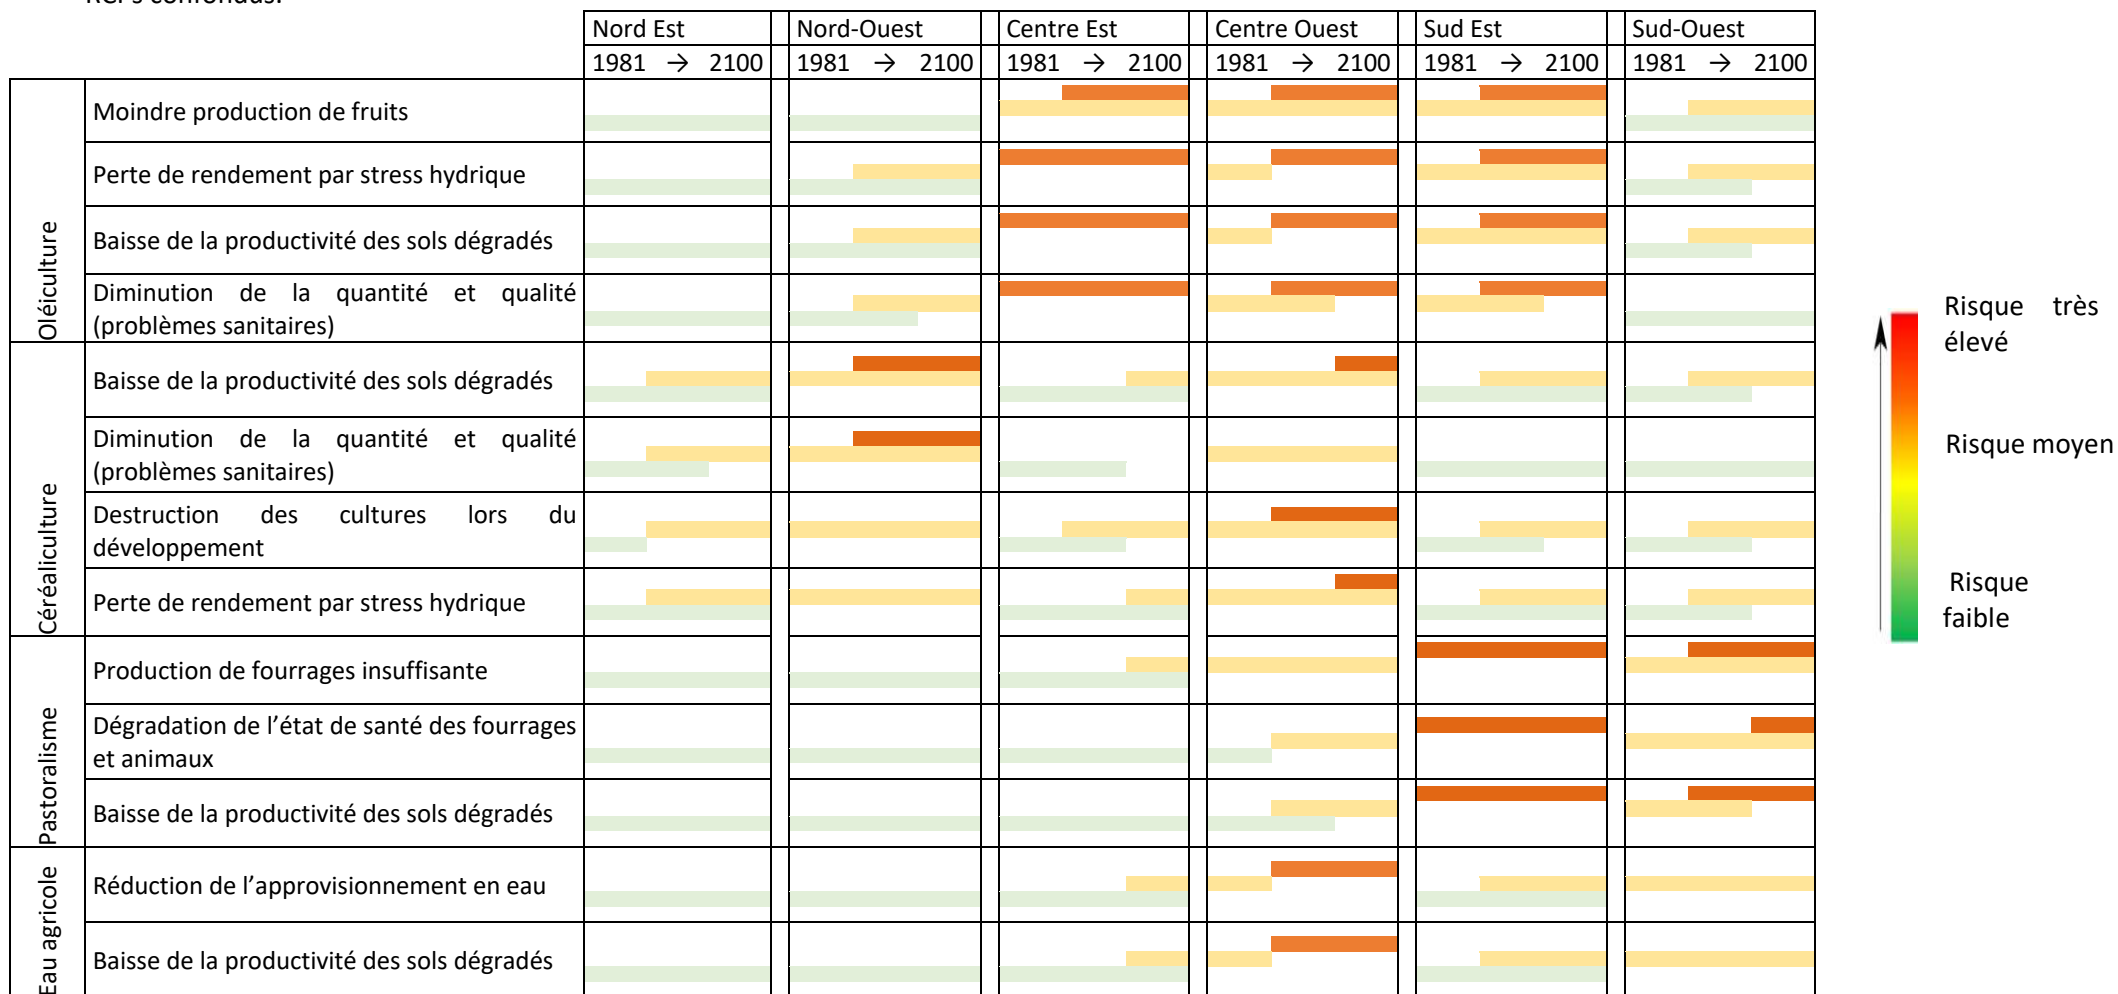 RCPs confondus.
Nord Est
Nord-Ouest
Centre Est
Centre Ouest
Sud Est
Sud-Ouest
1981 → 2100
1981 → 2100
1981 → 2100
1981 → 2100
1981 → 2100
1981 → 2100
Oléiculture
Moindre production de fruits
Perte de rendement par stress hydrique
Baisse de la productivité des sols dégradés
Diminution de la quantité et qualité
(problèmes sanitaires)
Céréaliculture
Baisse de la productivité des sols dégradés
Diminution de la quantité et qualité
(problèmes sanitaires)
Destruction des cultures lors du
développement
Perte de rendement par stress hydrique
Pastoralisme
Production de fourrages insuffisante
Dégradation de l'état de santé des fourrages
et animaux
Baisse de la productivité des sols dégradés
Eau agricole
Réduction de l'approvisionnement en eau
Baisse de la productivité des sols dégradés
Risque très
élevé
Risque moyen
Risque
faible